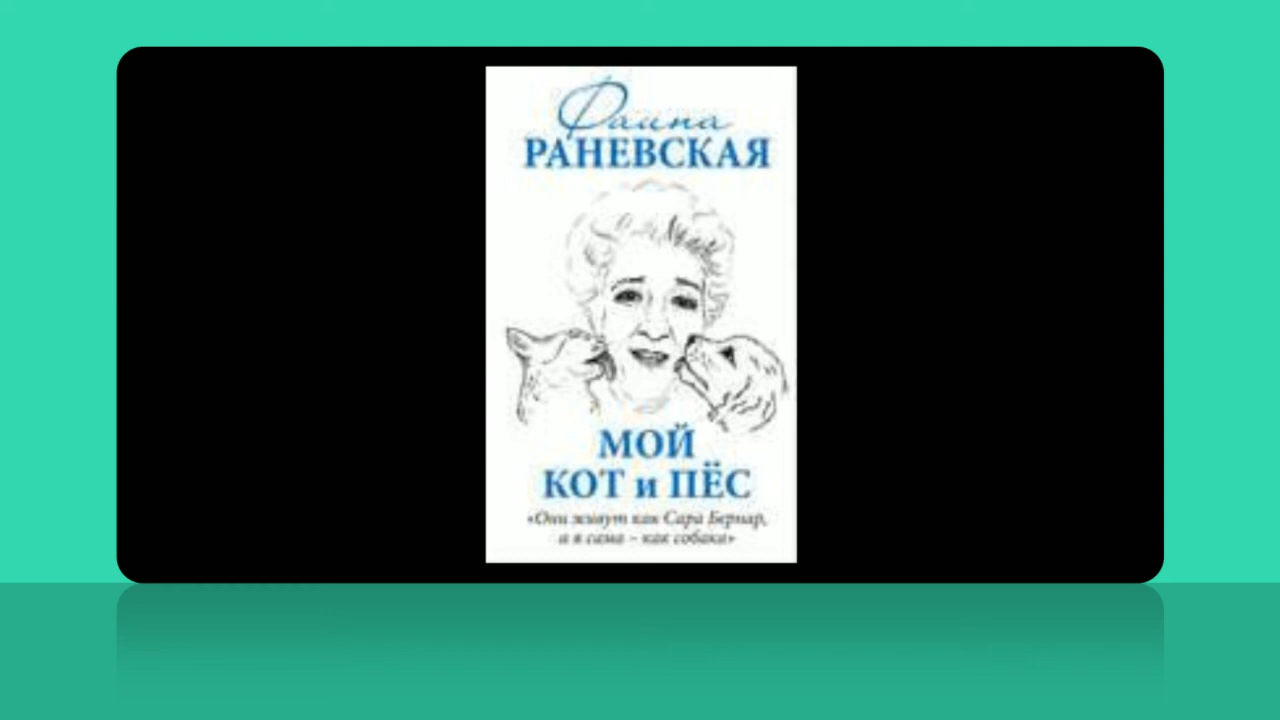 Фаина
РАНЕВСКАЯ
МОЙ
КОТ и ПЁС
«Они живут как Сара Бернар,
а я сама – как собака»